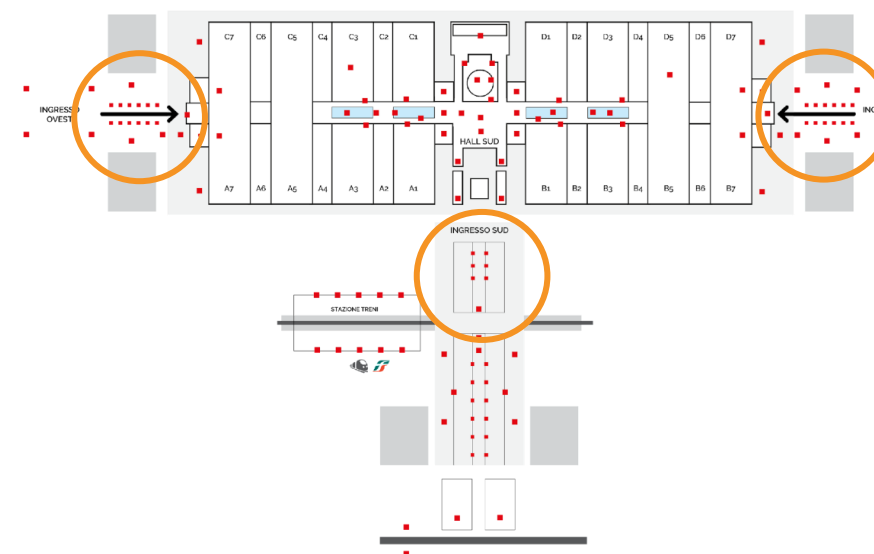 C7 C6 C5 C4 C3 C2 C1 D1 D2 D3 D4 D5 D6 D7
INGRESSO
OVEST
HALL SUD
A7 A6 A5 A4 A3 A2 A1 B1 B2 B3 B4 B5 B6 B7
INGRESSO SUD
STAZIONE TRENI